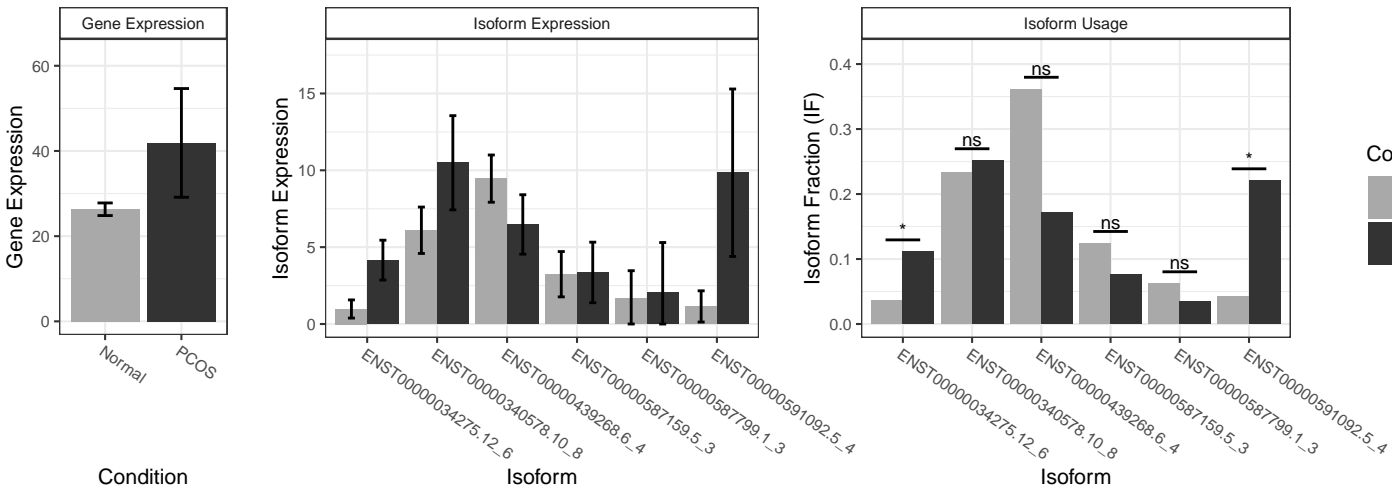 Gene Expression
Gene Expression
60
40
20
0
Normal
PCOS
Condition
Isoform Expression
Isoform Expression
15
10
5
0
ENST00000034275.12_6
ENST00000340578.10_8
ENST00000439268.6_4
ENST00000587159.5_3
ENST00000587799.1_3
ENST00000591092.5_4
Isoform
Isoform Usage
Isoform Fraction (IF)
0.4
0.3
0.2
0.1
0.0
*
ns
ns
ns
ns
*
ENST00000034275.12_6
ENST00000340578.10_8
ENST00000439268.6_4
ENST00000587159.5_3
ENST00000587799.1_3
ENST00000591092.5_4
Isoform
Co